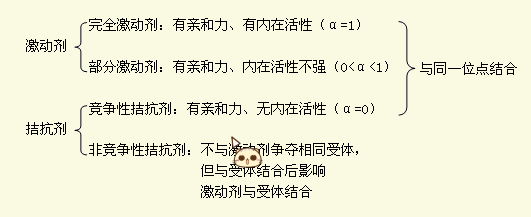 激动剂
完全激动剂：有亲和力、有内在活性（α=1）
部分激动剂：有亲和力、内在活性不强（0<α<1）
与同一位点结合
拮抗剂
竞争性拮抗剂：有亲和力、无内在活性（α=0）
非竞争性拮抗剂：不与激动剂争夺相同受体，
但与受体结合后影响
激动剂与受体结合